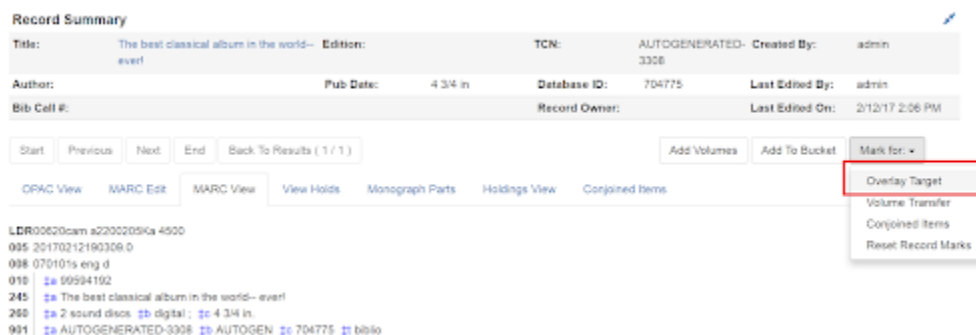 Record Summary
Title: The best classical album in the world-- ever! Edition: TCN: AUTOGENERATED-3308 Created By: admin
Author: Pub Date: 4 3/4 in Database ID: 704775 Last Edited By: admin
Bib Call #: Record Owner: Last Edited On: 2/12/17 2:06 PM
Start Previous Next End Back To Results ( 1 / 1 ) Add Volumes Add To Bucket Mark for:
OPAC View MARC Edit MARC View View Holds Monograph Parts Holdings View Conjoined Items
Overlay Target
Volume Transfer
Conjoined Items
Reset Record Marks
LDR00620cam a2200205Ka 4500
005 20170212190309.0
008 070101s eng d
010 ‡a 99594192
245 ‡a The best classical album in the world-- ever!
260 ‡a 2 sound discs ‡b digital ; ‡c 4 3/4 in.
901 ‡a AUTOGENERATED-3308 ‡b AUTOGEN ‡c 704775 ‡t biblio